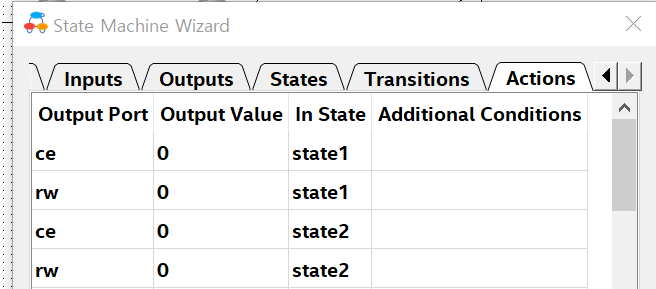 State Machine Wizard
Inputs Outputs States Transitions Actions
Output Port Output Value In State Additional Conditions
ce 0 state1
rw 0 state1
ce 0 state2
rw 0 state2